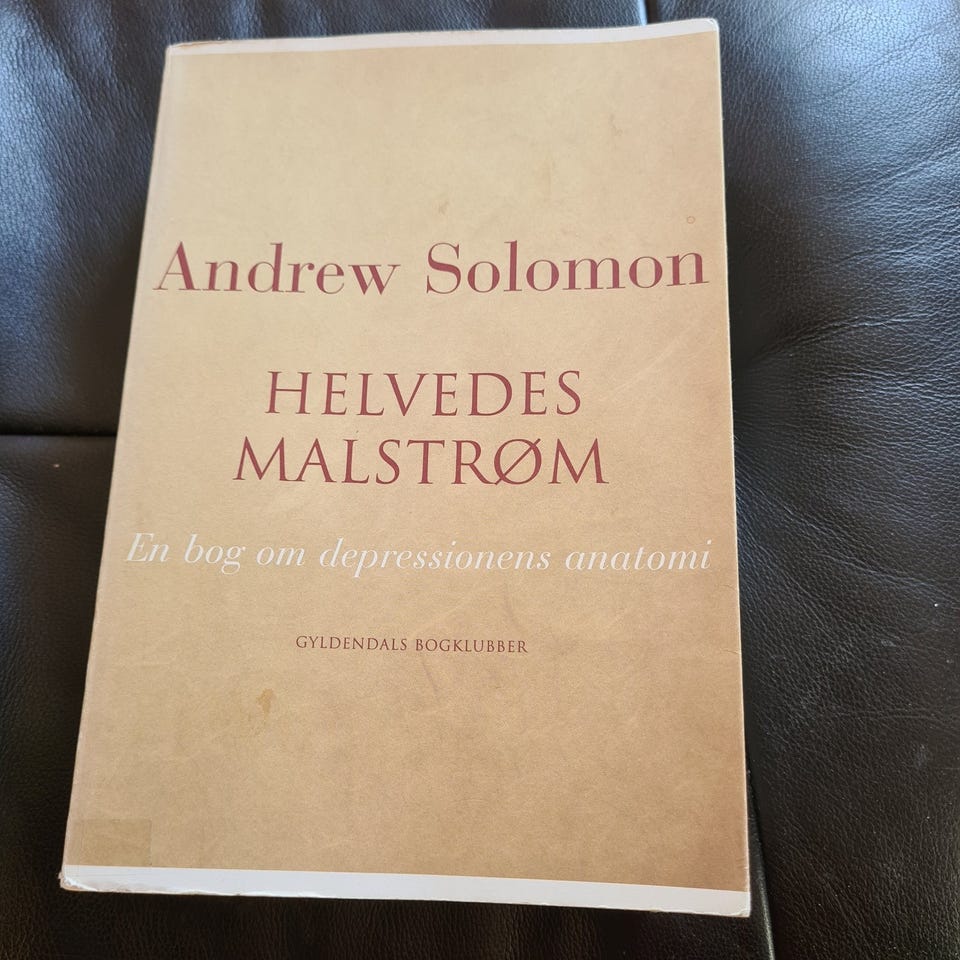 Andrew Solomon
HELVEDES
MALSTRØM
En bog om depressionens anatomi
GYLDENDALS BOGKLUBBER